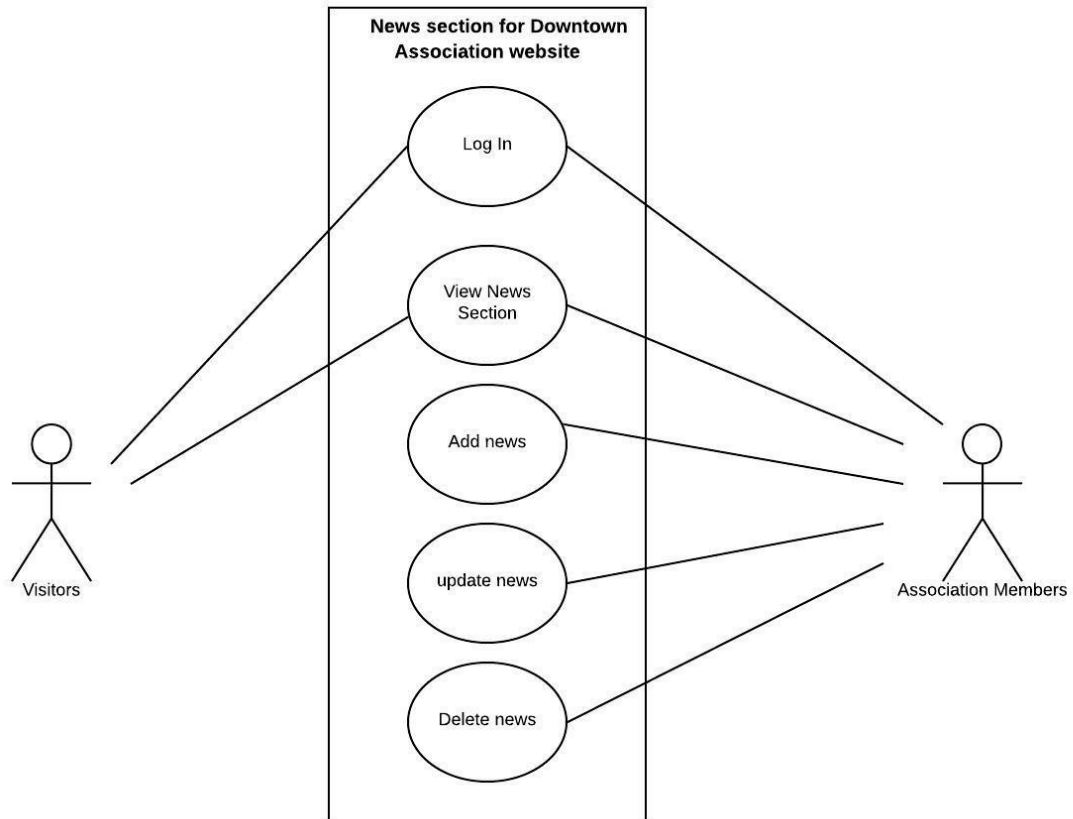 News section for Downtown
Association website
Log In
View News
Section
Add news
update news
Delete news
Visitors
Association Members